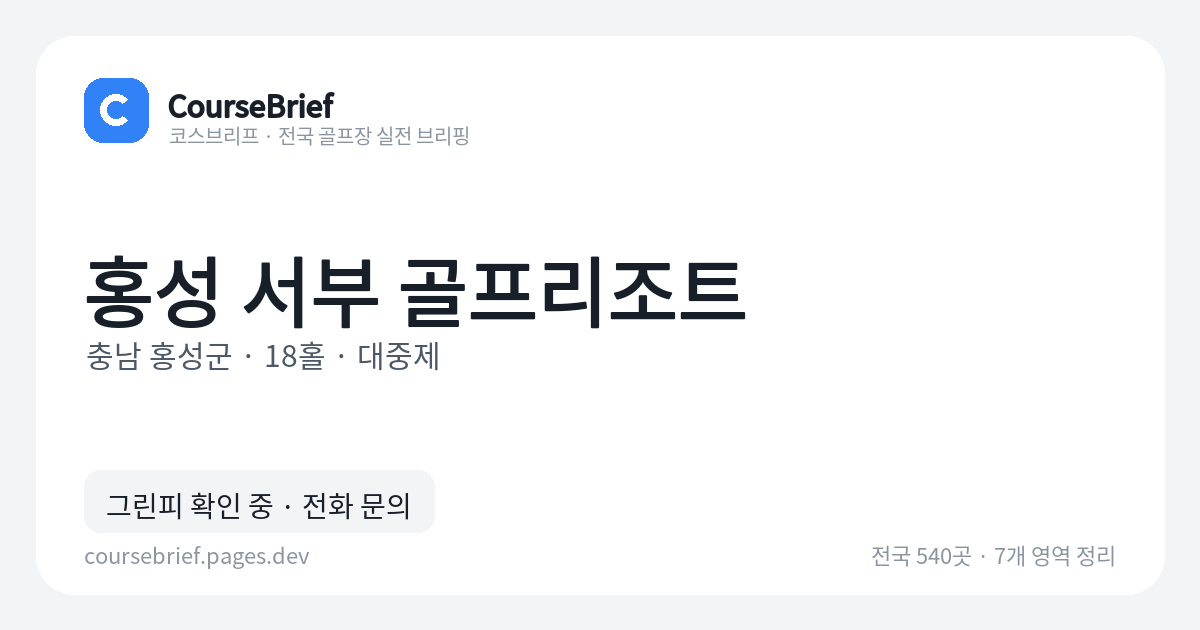 C
CourseBrief
코스브리프 · 전국 골프장 실전 브리핑
홍성 서부 골프리조트
충남 홍성군 · 18홀 · 대중제
그린피 확인 중 · 전화 문의
coursebrief.pages.dev
전국 540곳 · 7개 영역 정리